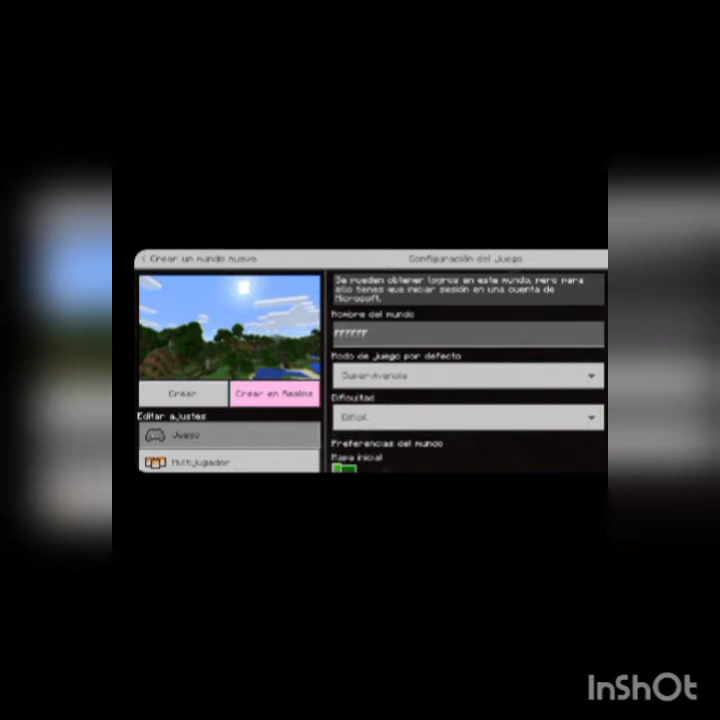 Crear un mundo nuevo
Configuración del juego
Se pueden obtener logros en este mundo, pero para
ello tienes que iniciar sesión en una cuenta de
Microsoft.
Nombre del mundo
FFFFFF
Modo de juego por defecto
Supervivencia
Crear
Crear en Realms
Dificultad
Difícil
Editar ajustes
Juego
Multijugador
Preferencias del mundo
Mapa inicial
InShOt